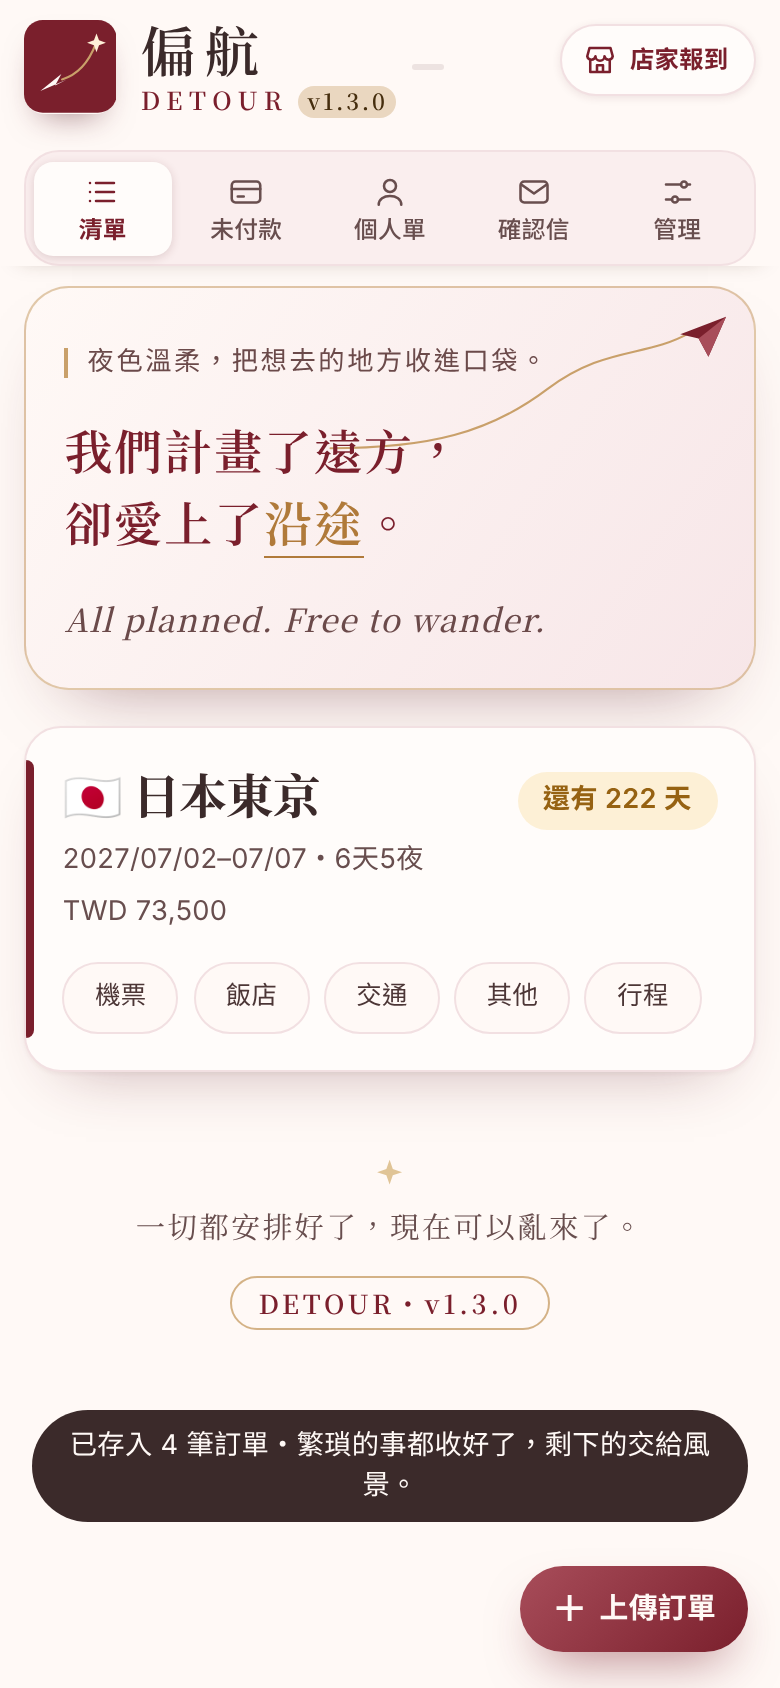 偏航
DETOUR v1.3.0
店家報到
清單
未付款
個人單
確認信
管理
夜色溫柔，把想去的地方收進口袋。
我們計畫了遠方，
卻愛上了沿途。
All planned. Free to wander.
🇯🇵 日本東京
還有 222 天
2027/07/02–07/07・6天5夜
TWD 73,500
機票
飯店
交通
其他
行程
一切都安排好了，現在可以亂來了。
DETOUR・v1.3.0
已存入 4 筆訂單・繁瑣的事都收好了，剩下的交給風
景。
＋ 上傳訂單